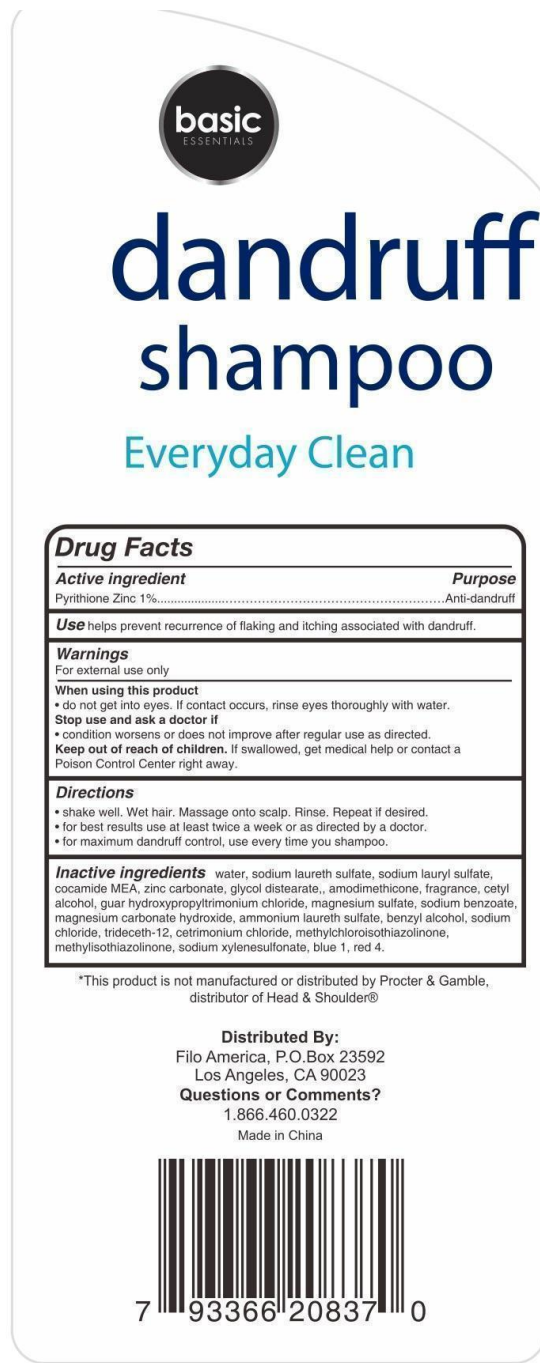 basic
ESSENTIALS
dandruff
shampoo
Everyday Clean
Drug Facts
Active ingredient Purpose
Pyrithione Zinc 1%................................................................................Anti-dandruff
Use helps prevent recurrence of flaking and itching associated with dandruff.
Warnings
For external use only
When using this product
• do not get into eyes. If contact occurs, rinse eyes thoroughly with water.
Stop use and ask a doctor if
• condition worsens or does not improve after regular use as directed.
Keep out of reach of children. If swallowed, get medical help or contact a
Poison Control Center right away.
Directions
• shake well. Wet hair. Massage onto scalp. Rinse. Repeat if desired.
• for best results use at least twice a week or as directed by a doctor.
• for maximum dandruff control, use every time you shampoo.
Inactive ingredients water, sodium laureth sulfate, sodium lauryl sulfate,
cocamide MEA, zinc carbonate, glycol distearate,, amodimethicone, fragrance, cetyl
alcohol, guar hydroxypropyltrimonium chloride, magnesium sulfate, sodium benzoate,
magnesium carbonate hydroxide, ammonium laureth sulfate, benzyl alcohol, sodium
chloride, trideceth-12, cetrimonium chloride, methylchloroisothiazolinone,
methylisothiazolinone, sodium xylenesulfonate, blue 1, red 4.
*This product is not manufactured or distributed by Procter & Gamble,
distributor of Head & Shoulder®
Distributed By:
Filo America, P.O.Box 23592
Los Angeles, CA 90023
Questions or Comments?
1.866.460.0322
Made in China
7 93366 20837 0